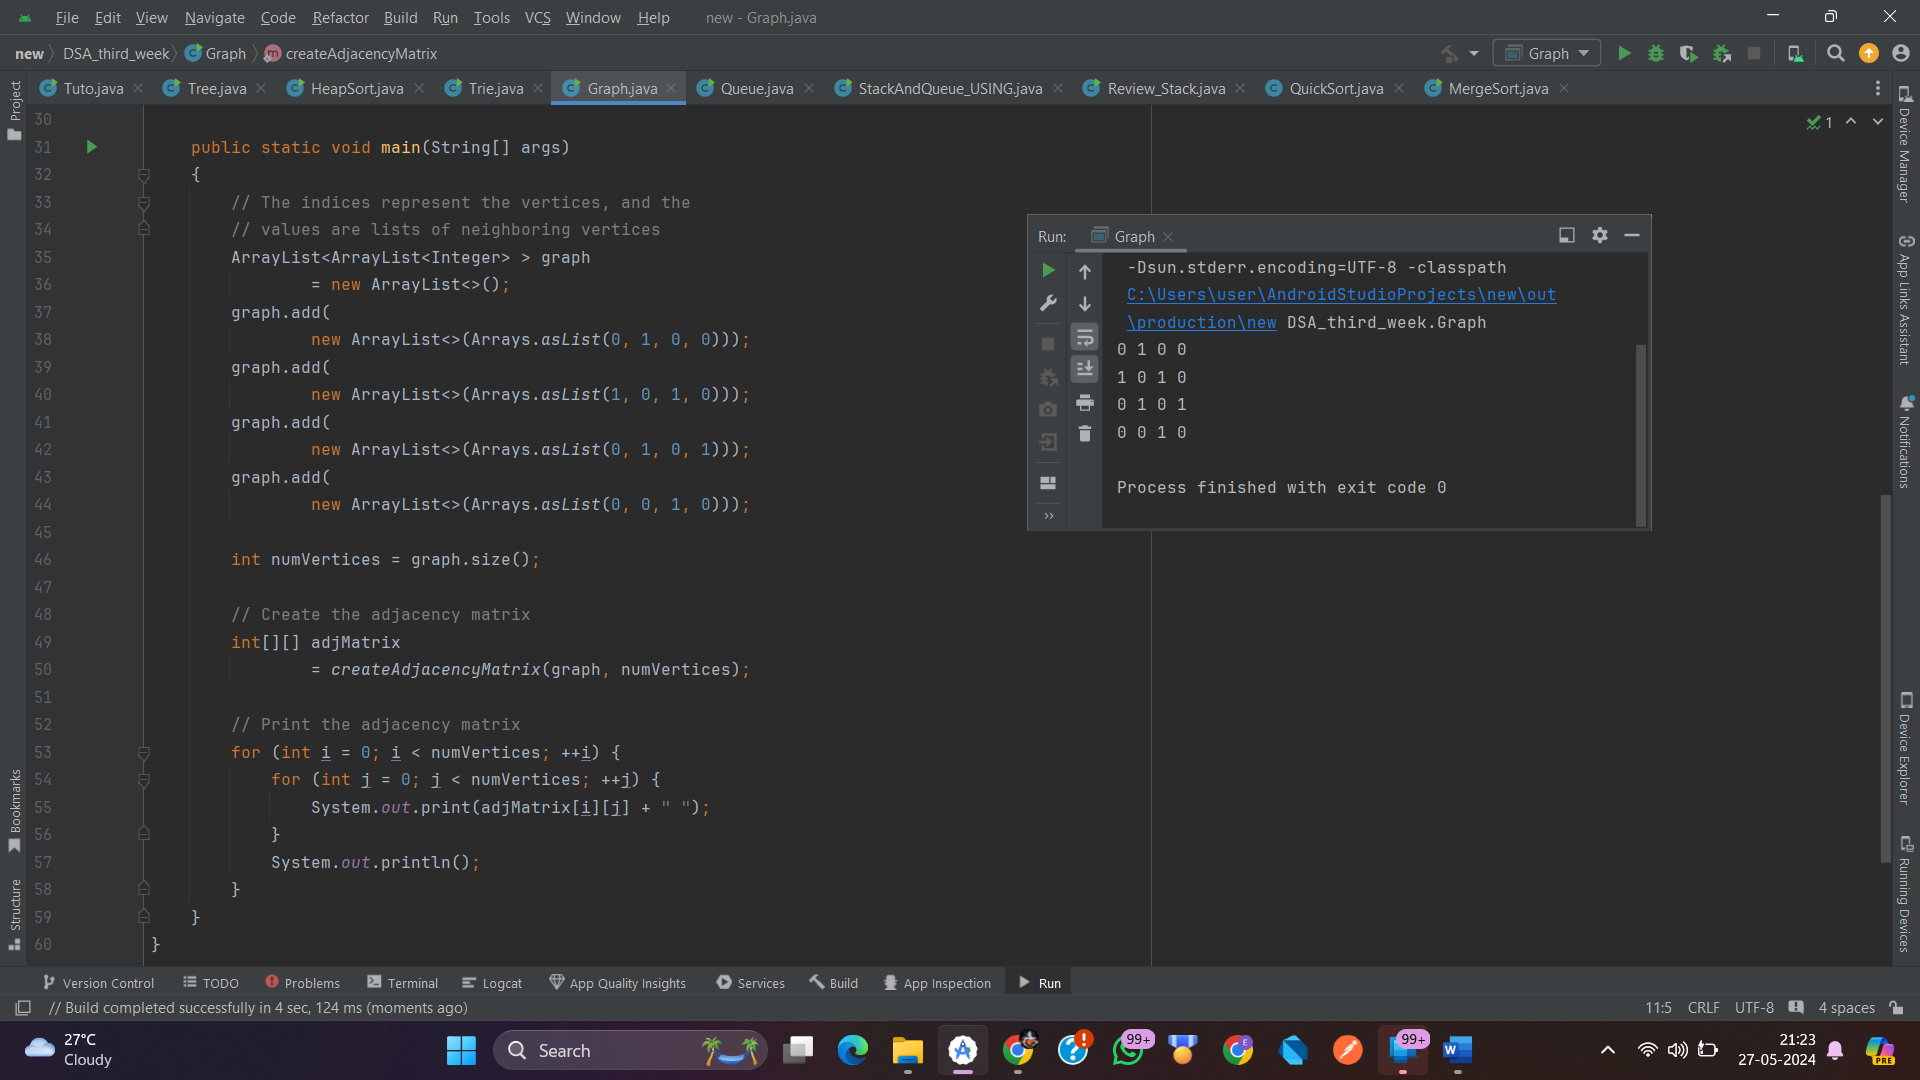 File Edit View Navigate Code Refactor Build Run Tools VCS Window Help new - Graph.java
new DSA_third_week Graph createAdjacencyMatrix Graph
Tuto.java Tree.java HeapSort.java Trie.java Graph.java Queue.java StackAndQueue_USING.java Review_Stack.java QuickSort.java MergeSort.java
Project
Bookmarks
Structure
30
31 public static void main(String[] args)
32 {
33 // The indices represent the vertices, and the
34 // values are lists of neighboring vertices
35 ArrayList<ArrayList<Integer> > graph
36 = new ArrayList<>();
37 graph.add(
38 new ArrayList<>(Arrays.asList(0, 1, 0, 0)));
39 graph.add(
40 new ArrayList<>(Arrays.asList(1, 0, 1, 0)));
41 graph.add(
42 new ArrayList<>(Arrays.asList(0, 1, 0, 1)));
43 graph.add(
44 new ArrayList<>(Arrays.asList(0, 0, 1, 0)));
45
46 int numVertices = graph.size();
47
48 // Create the adjacency matrix
49 int[][] adjMatrix
50 = createAdjacencyMatrix(graph, numVertices);
51
52 // Print the adjacency matrix
53 for (int i = 0; i < numVertices; ++i) {
54 for (int j = 0; j < numVertices; ++j) {
55 System.out.print(adjMatrix[i][j] + " ");
56 }
57 System.out.println();
58 }
59 }
60 }
1
Run: Graph
-Dsun.stderr.encoding=UTF-8 -classpath
C:\Users\user\AndroidStudioProjects\new\out
\production\new DSA_third_week.Graph
0 1 0 0
1 0 1 0
0 1 0 1
0 0 1 0
Process finished with exit code 0
Device Manager
App Links Assistant
Notifications
Device Explorer
Running Devices
Version Control TODO Problems Terminal Logcat App Quality Insights Services Build App Inspection Run
// Build completed successfully in 4 sec, 124 ms (moments ago) 11:5 CRLF UTF-8 4 spaces
27°C
Cloudy
Search
99+
E
99+
W
21:23
27-05-2024
PRE